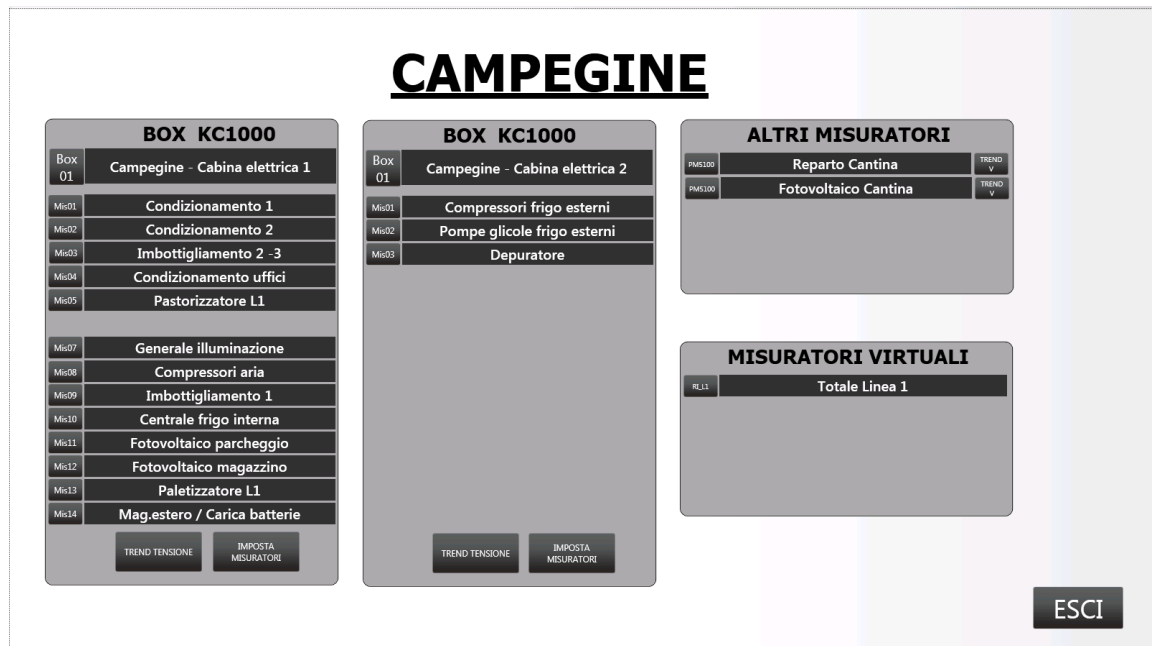 CAMPEGINE
BOX KC1000
Box 01 Campegine - Cabina elettrica 1
Mis01 Condizionamento 1
Mis02 Condizionamento 2
Mis03 Imbottigliamento 2 -3
Mis04 Condizionamento uffici
Mis05 Pastorizzatore L1
Mis07 Generale illuminazione
Mis08 Compressori aria
Mis09 Imbottigliamento 1
Mis10 Centrale frigo interna
Mis11 Fotovoltaico parcheggio
Mis12 Fotovoltaico magazzino
Mis13 Paletizzatore L1
Mis14 Mag.estero / Carica batterie
TREND TENSIONE
IMPOSTA
MISURATORI
BOX KC1000
Box 01 Campegine - Cabina elettrica 2
Mis01 Compressori frigo esterni
Mis02 Pompe glicole frigo esterni
Mis03 Depuratore
TREND TENSIONE
IMPOSTA
MISURATORI
ALTRI MISURATORI
PM5100 Reparto Cantina TREND V
PM5100 Fotovoltaico Cantina TREND V
MISURATORI VIRTUALI
RI_L1 Totale Linea 1
ESCI